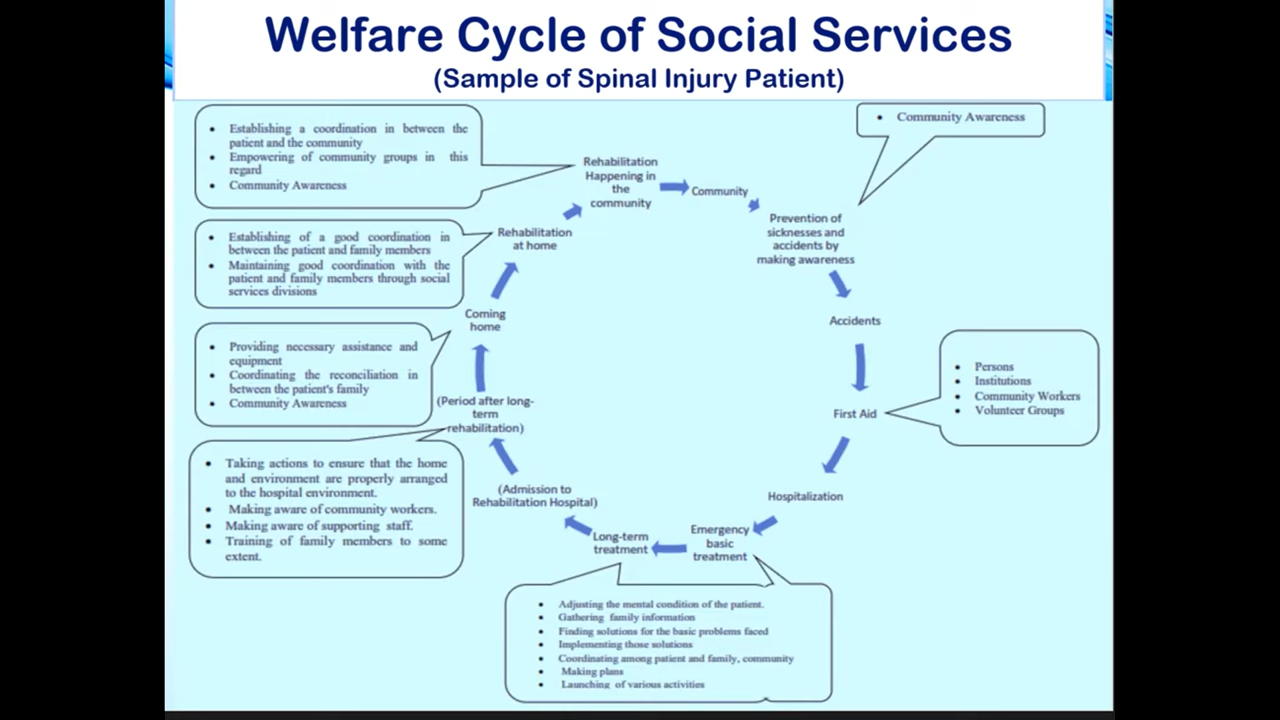 Welfare Cycle of Social Services
(Sample of Spinal Injury Patient)
• Establishing a coordination in between the
patient and the community
• Empowering of community groups in this
regard
• Community Awareness
• Community Awareness
Rehabilitation
Happening in
the
community
Community
Prevention of
sicknesses and
accidents by
making awareness
Accidents
First Aid
• Persons
• Institutions
• Community Workers
• Volunteer Groups
Hospitalization
Emergency
basic
treatment
Long-term
treatment
• Adjusting the mental condition of the patient.
• Gathering family information
• Finding solutions for the basic problems faced
• Implementing those solutions
• Coordinating among patient and family, community
• Making plans
• Launching of various activities
(Admission to
Rehabilitation Hospital)
(Period after long-
term
rehabilitation)
• Taking actions to ensure that the home
and environment are properly arranged
to the hospital environment.
• Making aware of community workers.
• Making aware of supporting staff.
• Training of family members to some
extent.
Coming
home
• Providing necessary assistance and
equipment
• Coordinating the reconciliation in
between the patient's family
• Community Awareness
Rehabilitation
at home
• Establishing of a good coordination in
between the patient and family members
• Maintaining good coordination with the
patient and family members through social
services divisions